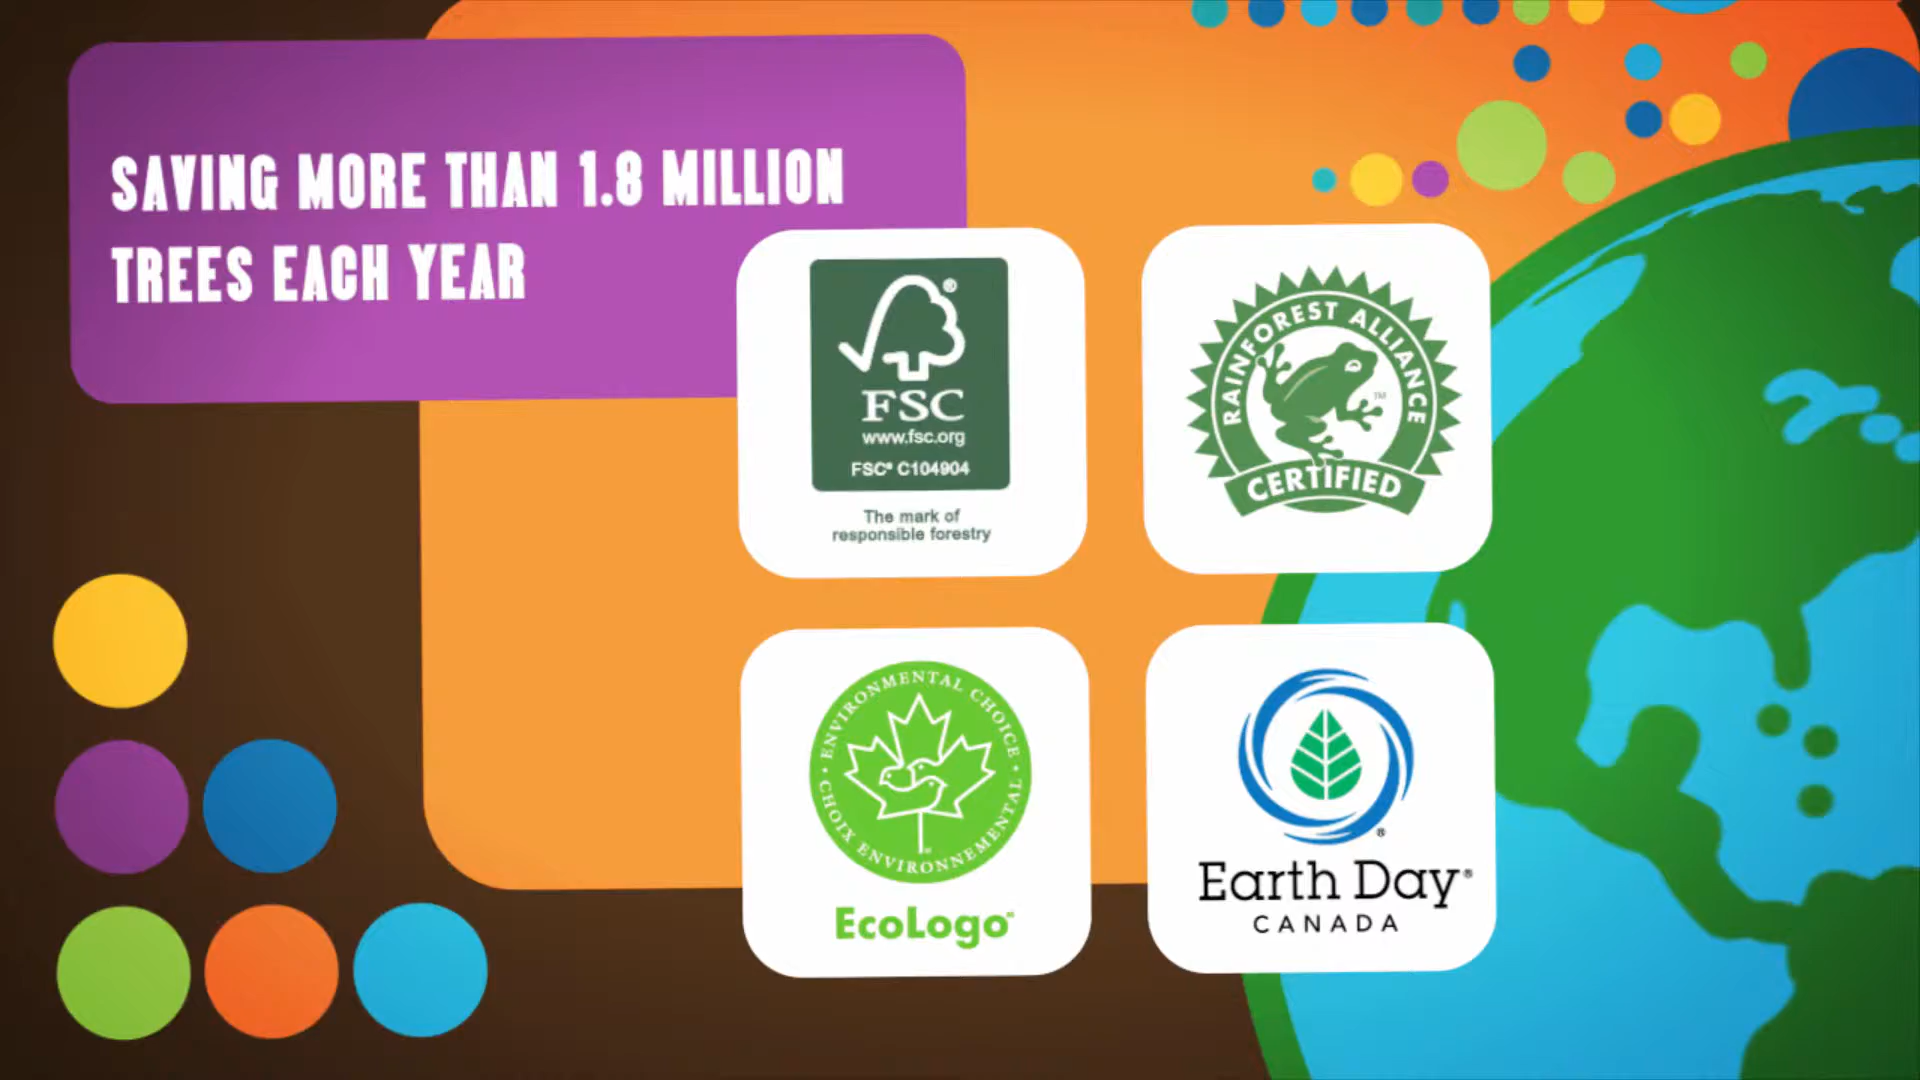 SAVING MORE THAN 1.8 MILLION
TREES EACH YEAR
®
FSC
www.fsc.org
FSC® C104904
The mark of
responsible forestry
RAINFOREST ALLIANCE
™
CERTIFIED
• ENVIRONMENTAL CHOICE •
CHOIX ENVIRONNEMENTAL
EcoLogo
®
Earth Day®
CANADA